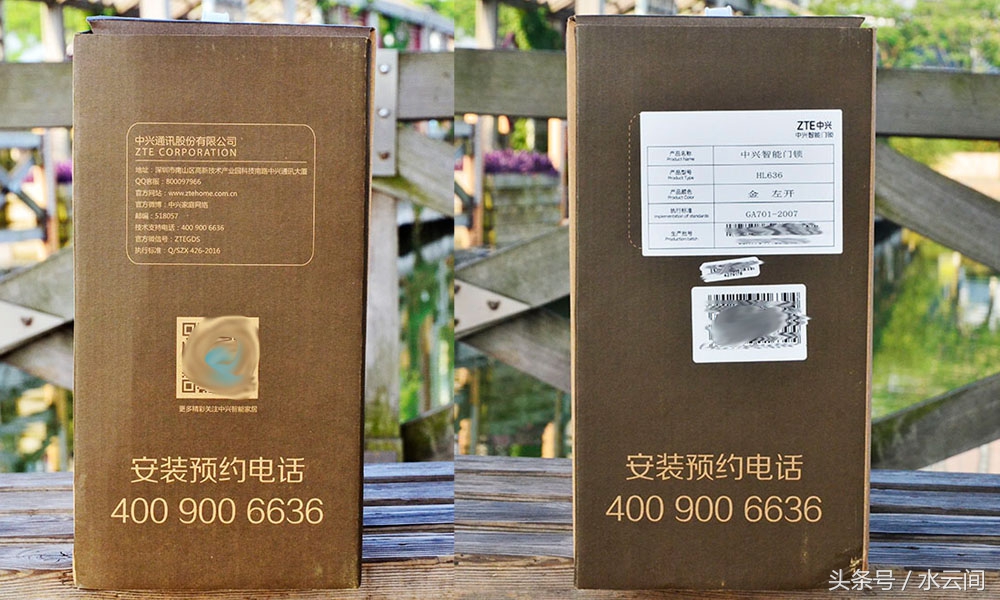 中兴通讯股份有限公司
ZTE CORPORATION
地址：深圳市南山区高新技术产业园科技南路中兴通讯大厦
QQ客服：800097966
官方网站：www.ztehome.com.cn
官方微博：中兴家庭网络
邮编：518057
技术支持电话：400 900 6636
官方微信号：ZTEGDS
执行标准：Q/SZX 426-2016
更多精彩关注中兴智能家居
安装预约电话
400 900 6636
ZTE中兴
中兴智能门锁
产品名称 中兴智能门锁
Product Name
产品型号 HL636
Product Type
产品颜色 金 左开
Product Color
执行标准 GA701-2007
Implementation of standards
生产批号
Production batch
安装预约电话
400 900 6636
头条号 / 水云间